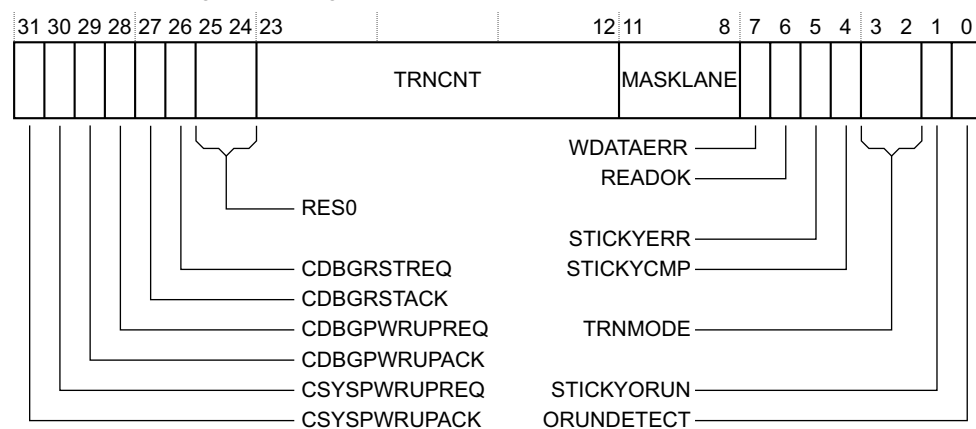 31 30 29 28 27 26 25 24 23 12 11 8 7 6 5 4 3 2 1 0
TRNCNT MASKLANE
WDATAERR
READOK
RES0
STICKYERR
CDBGRSTREQ STICKYCMP
CDBGRSTACK
CDBGPWRUPREQ TRNMODE
CDBGPWRUPACK
CSYSPWRUPREQ STICKYORUN
CSYSPWRUPACK ORUNDETECT